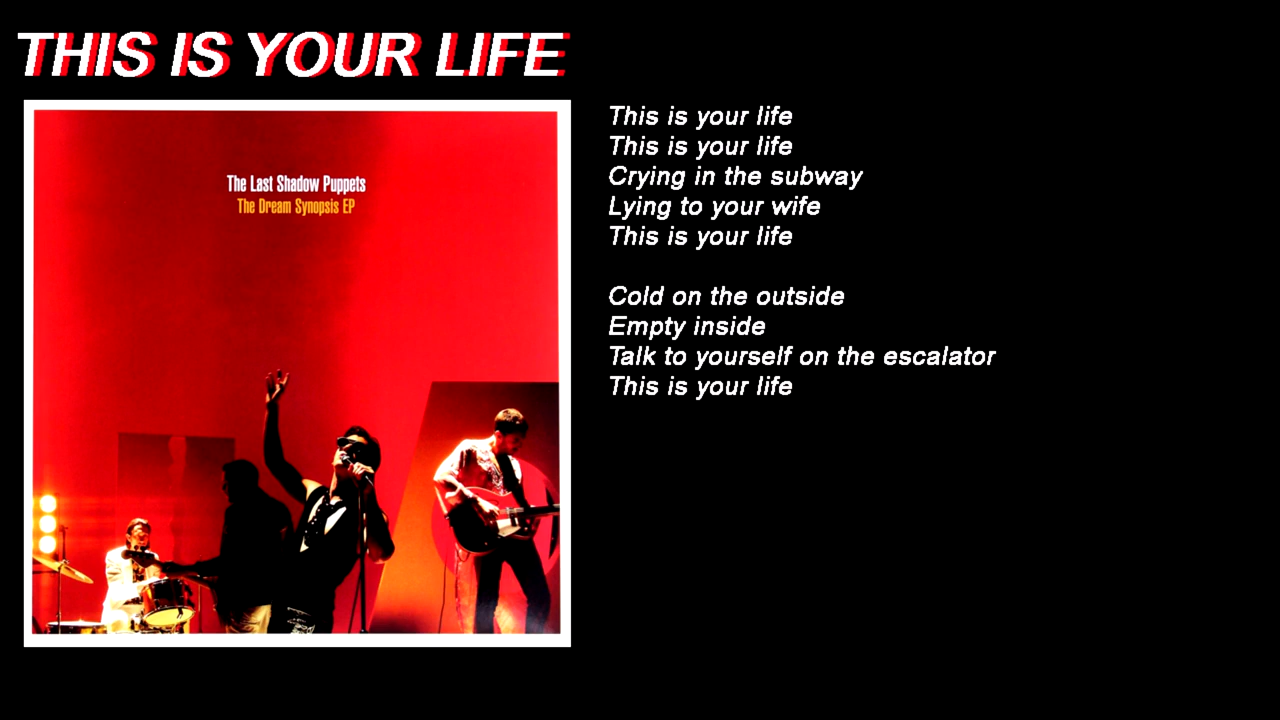 THIS IS YOUR LIFE
The Last Shadow Puppets
The Dream Synopsis EP
This is your life
This is your life
Crying in the subway
Lying to your wife
This is your life
Cold on the outside
Empty inside
Talk to yourself on the escalator
This is your life